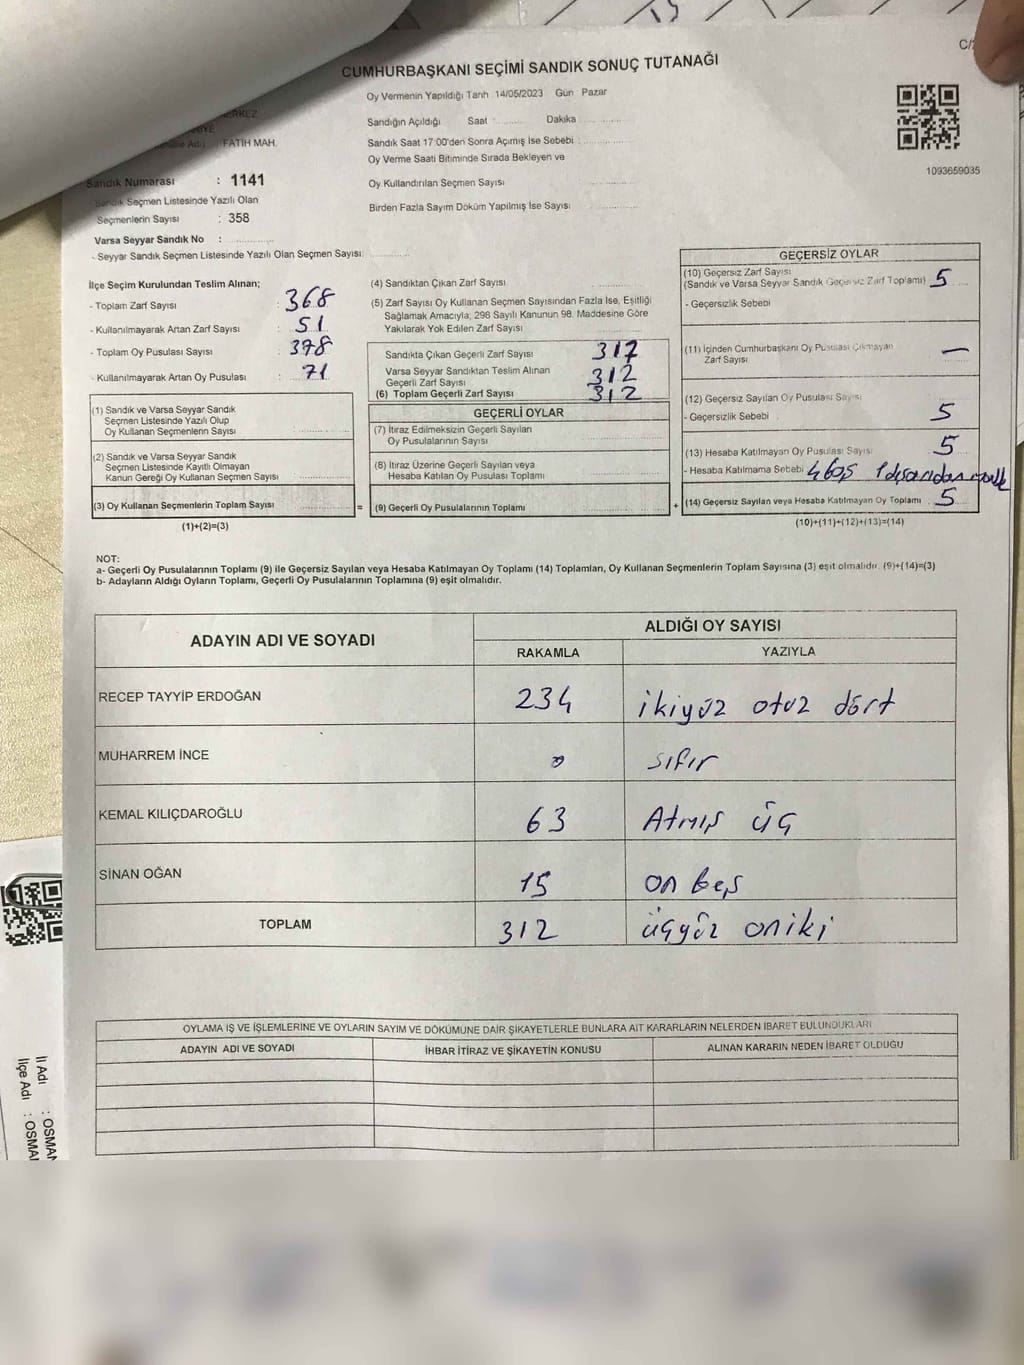 C/
CUMHURBAŞKANI SEÇİMİ SANDIK SONUÇ TUTANAĞI
Oy Vermenin Yapıldığı Tarih 14/05/2023 Gün Pazar
Sandığın Açıldığı Saat Dakika
Sandık Saat 17:00'den Sonra Açımış İse Sebebi :
Oy Verme Saati Bitiminde Sırada Bekleyen ve
Oy Kullandırılan Seçmen Sayısı
Birden Fazla Sayım Döküm Yapılmış İse Sayısı
1093659035
FATİH MAH.
Sandık Numarası : 1141
Sandık Seçmen Listesinde Yazılı Olan
Seçmenlerin Sayısı : 358
Varsa Seyyar Sandık No :
- Seyyar Sandık Seçmen Listesinde Yazılı Olan Seçmen Sayısı:
İlçe Seçim Kurulundan Teslim Alınan;
- Toplam Zarf Sayısı : 368
- Kullanılmayarak Artan Zarf Sayısı : 51
- Toplam Oy Pusulası Sayısı : 378
- Kullanılmayarak Artan Oy Pusulası : 71
(1) Sandık ve Varsa Seyyar Sandık
Seçmen Listesinde Yazılı Olup
Oy Kullanan Seçmenlerin Sayısı
(2) Sandık ve Varsa Seyyar Sandık
Seçmen Listesinde Kayıtlı Olmayan
Kanun Gereği Oy Kullanan Seçmen Sayısı
(3) Oy Kullanan Seçmenlerin Toplam Sayısı =
(1)+(2)=(3)
(4) Sandıktan Çıkan Zarf Sayısı
(5) Zarf Sayısı Oy Kullanan Seçmen Sayısından Fazla İse, Eşitliği
Sağlamak Amacıyla, 298 Sayılı Kanunun 98. Maddesine Göre
Yakılarak Yok Edilen Zarf Sayısı
Sandıkta Çıkan Geçerli Zarf Sayısı 317
Varsa Seyyar Sandıktan Teslim Alınan
Geçerli Zarf Sayısı 312
(6) Toplam Geçerli Zarf Sayısı 312
GEÇERLİ OYLAR
(7) İtiraz Edilmeksizin Geçerli Sayılan
Oy Pusulalarının Sayısı
(8) İtiraz Üzerine Geçerli Sayılan veya
Hesaba Katılan Oy Pusulası Toplamı
(9) Geçerli Oy Pusulalarının Toplamı +
GEÇERSİZ OYLAR
(10) Geçersiz Zarf Sayısı
(Sandık ve Varsa Seyyar Sandık Geçersiz Zarf Toplamı) 5
- Geçersizlik Sebebi
(11) İçinden Cumhurbaşkanı Oy Pusulası Çıkmayan
Zarf Sayısı —
(12) Geçersiz Sayılan Oy Pusulası Sayısı
- Geçersizlik Sebebi 5
(13) Hesaba Katılmayan Oy Pusulası Sayısı 5
- Hesaba Katılmama Sebebi 4 boş 1 dışarıdan
(14) Geçersiz Sayılan veya Hesaba Katılmayan Oy Toplamı : 5
(10)+(11)+(12)+(13)=(14)
NOT:
a- Geçerli Oy Pusulalarının Toplamı (9) ile Geçersiz Sayılan veya Hesaba Katılmayan Oy Toplamı (14) Toplamları, Oy Kullanan Seçmenlerin Toplam Sayısına (3) eşit olmalıdır. (9)+(14)=(3)
b- Adayların Aldığı Oyların Toplamı, Geçerli Oy Pusulalarının Toplamına (9) eşit olmalıdır.
ADAYIN ADI VE SOYADI ALDIĞI OY SAYISI
RAKAMLA YAZIYLA
RECEP TAYYİP ERDOĞAN 234 ikiyüz otuz dört
MUHARREM İNCE 0 sıfır
KEMAL KILIÇDAROĞLU 63 Atmış üç
SİNAN OĞAN 15 on beş
TOPLAM 312 üçyüz oniki
OYLAMA İŞ VE İŞLEMLERİNE VE OYLARIN SAYIM VE DÖKÜMÜNE DAİR ŞİKAYETLERLE BUNLARA AİT KARARLARIN NELERDEN İBARET BULUNDUKLARI
ADAYIN ADI VE SOYADI İHBAR İTİRAZ VE ŞİKAYETİN KONUSU ALINAN KARARIN NEDEN İBARET OLDUĞU
İl Adı : OSMAN
İlçe Adı : OSMA